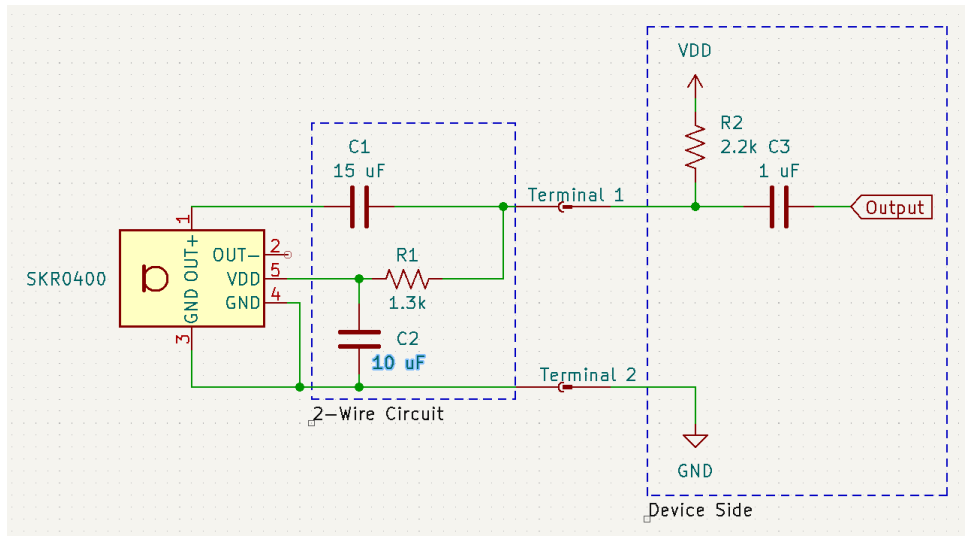 VDD
R2
2.2k
C3
1 uF
C1
15 uF
Terminal 1
Output
1
OUT+
OUT-
2
R1
SKR0400
VDD
5
GND
4
1.3k
GND
3
C2
10 uF
Terminal 2
2-Wire Circuit
GND
Device Side